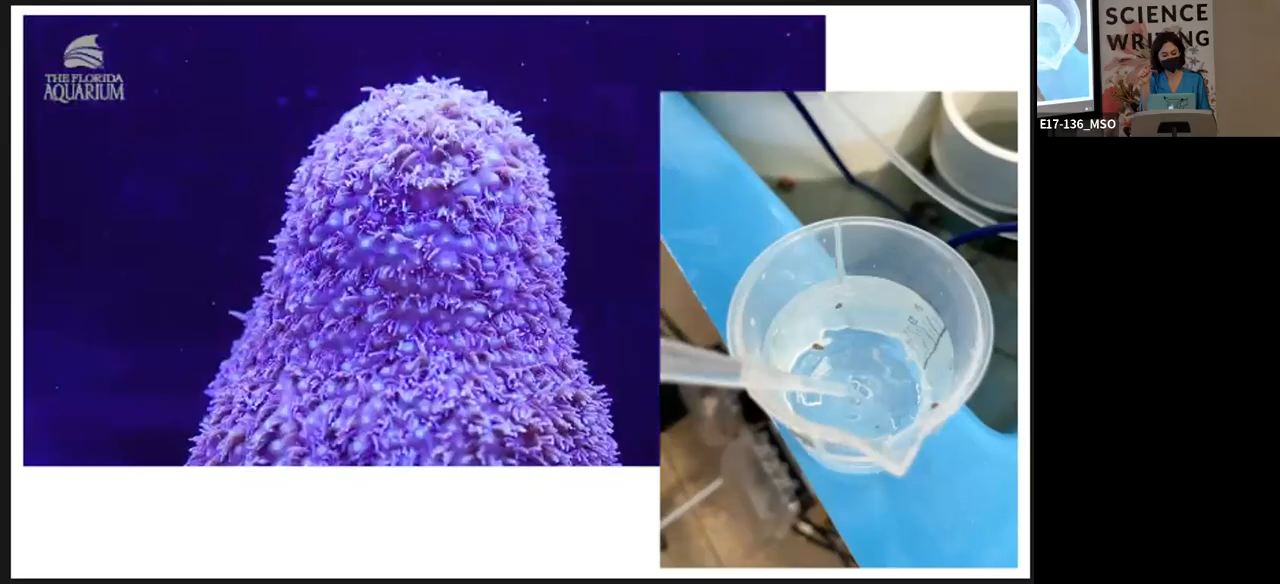 THE FLORIDA
AQUARIUM
SCIENCE
WRITING
E17-136_MSO